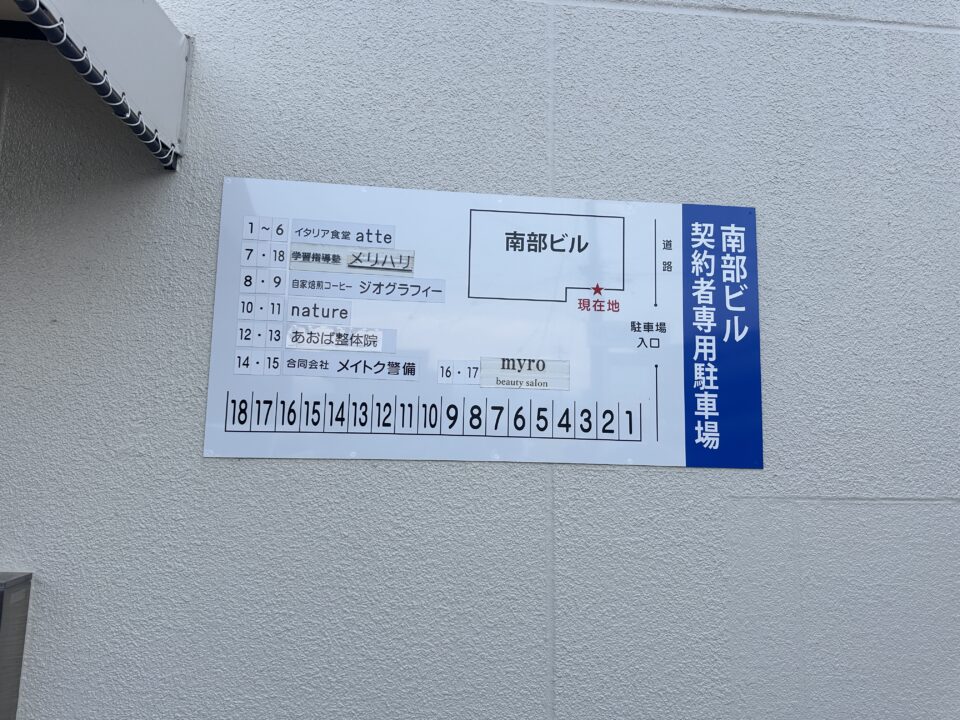 南部ビル
契約者専用駐車場
1～6 イタリア食堂 atte
7・18 学習指導塾 メリハリ
8・9 自家焙煎コーヒー ジオグラフィー
10・11 nature
12・13 あおば整体院
14・15 合同会社 メイトク警備
16・17 myro
beauty salon
南部ビル
現在地
道路
駐車場
入口
18 17 16 15 14 13 12 11 10 9 8 7 6 5 4 3 2 1